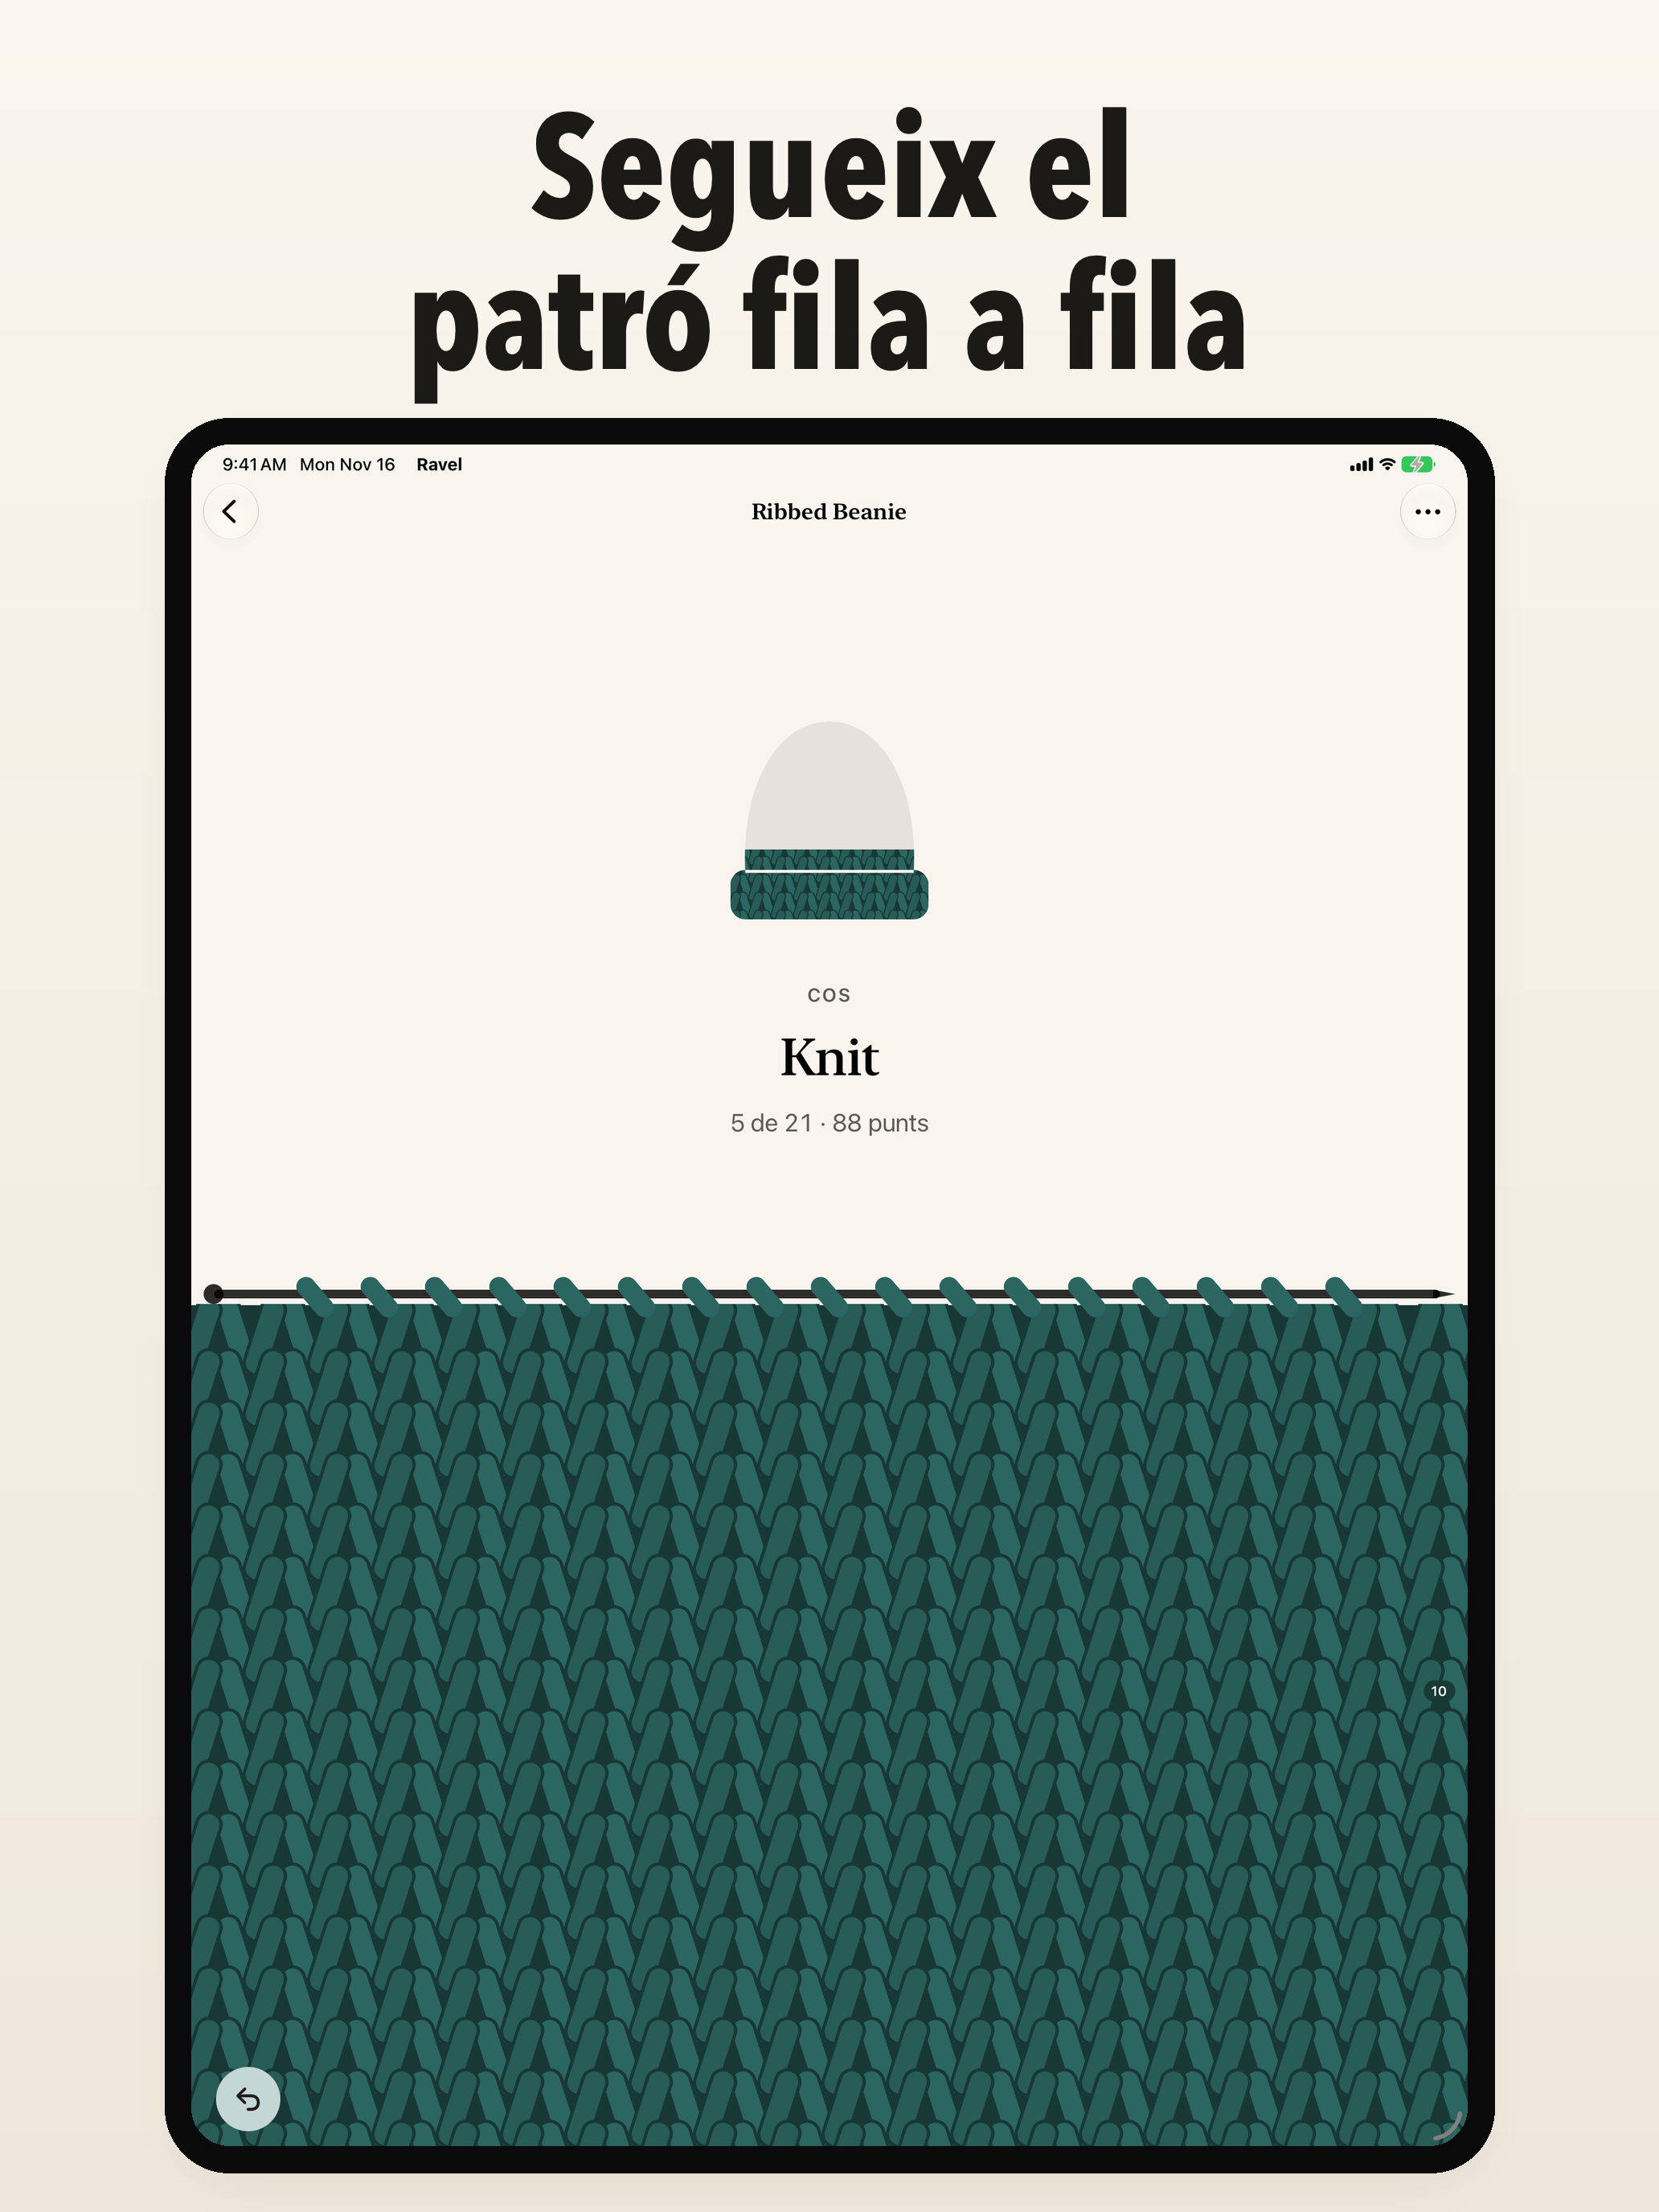 Segueix el
patró fila a fila
9:41 AM Mon Nov 16 Ravel
Ribbed Beanie
cos
Knit
5 de 21 · 88 punts
10